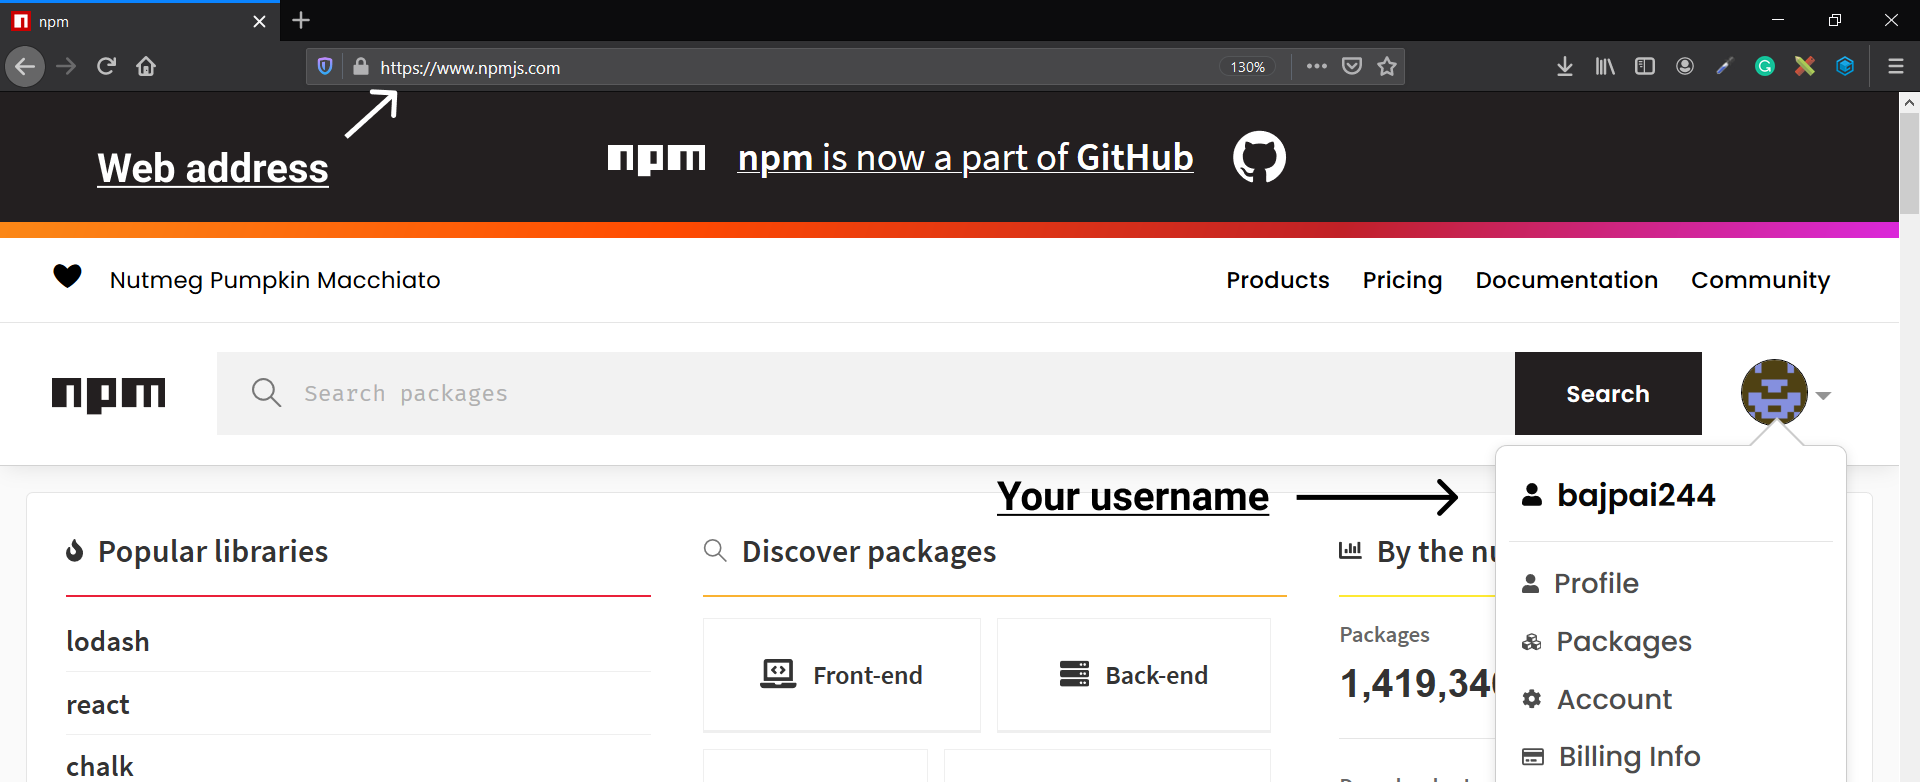 npm
https://www.npmjs.com
130%
Web address
npm
npm is now a part of GitHub
Nutmeg Pumpkin Macchiato
Products
Pricing
Documentation
Community
npm
Search packages
Search
Your username
bajpai244
Profile
Packages
Account
Billing Info
Popular libraries
lodash
react
chalk
Discover packages
Front-end
Back-end
By the nu
Packages
1,419,34